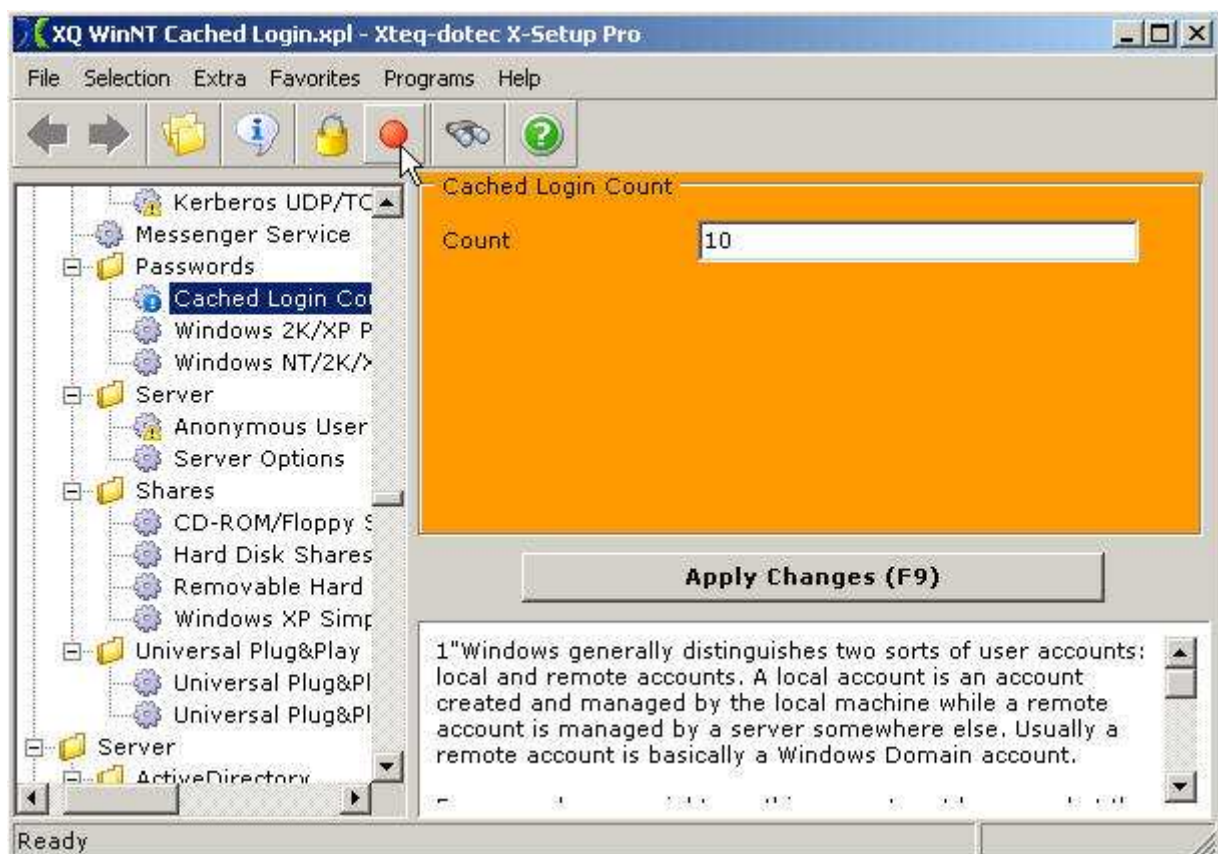 XQ WinNT Cached Login.xpl - Xteq-dotec X-Setup Pro
File Selection Extra Favorites Programs Help
Kerberos UDP/TC
Messenger Service
Passwords
Cached Login Cou
Windows 2K/XP P
Windows NT/2K/X
Server
Anonymous User
Server Options
Shares
CD-ROM/Floppy S
Hard Disk Shares
Removable Hard
Windows XP Simp
Universal Plug&Play
Universal Plug&Pl
Universal Plug&Pl
Server
ActiveDirectory
Cached Login Count
Count 10
Apply Changes (F9)
1"Windows generally distinguishes two sorts of user accounts:
local and remote accounts. A local account is an account
created and managed by the local machine while a remote
account is managed by a server somewhere else. Usually a
remote account is basically a Windows Domain account.
Ready